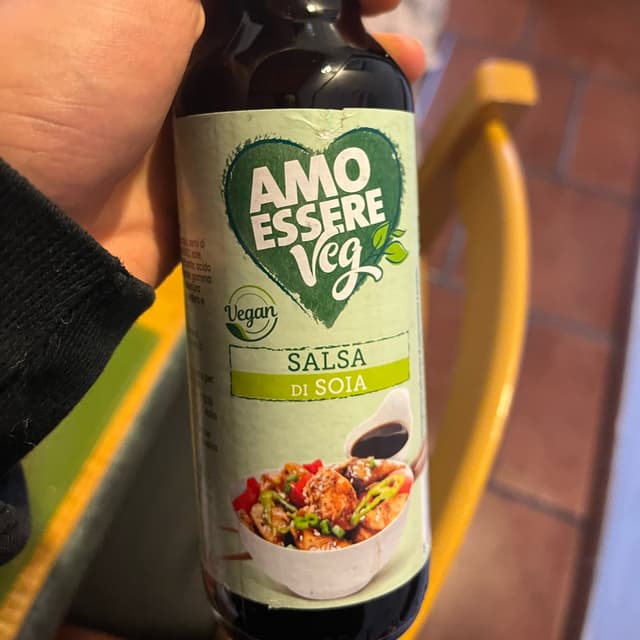 AMO
ESSERE
Veg
Vegan
SALSA
DI SOIA